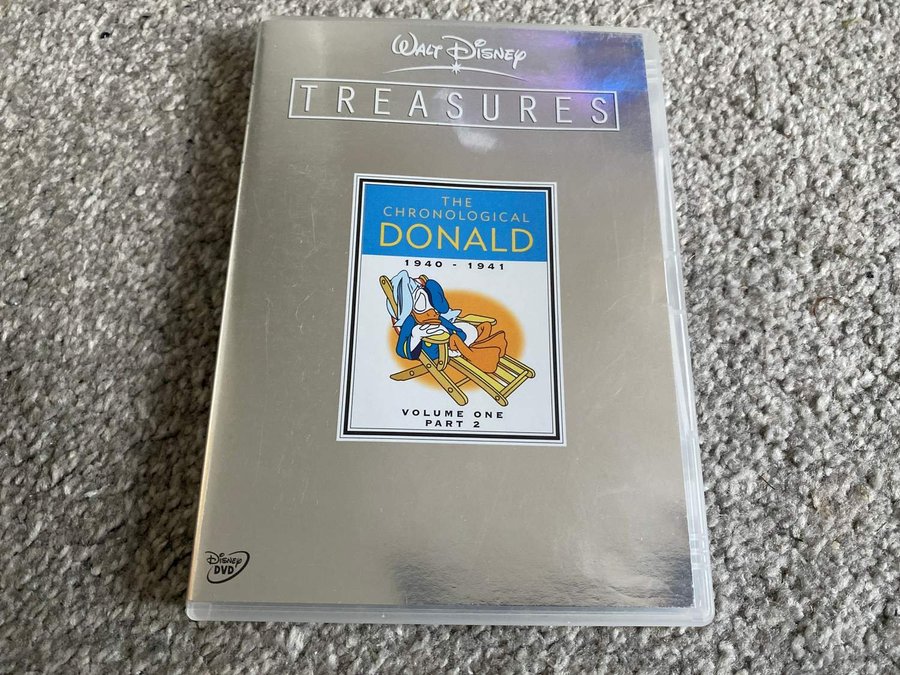 WALT DISNEY
TREASURES
THE
CHRONOLOGICAL
DONALD
1940 - 1941
VOLUME ONE
PART 2
DISNEY
DVD